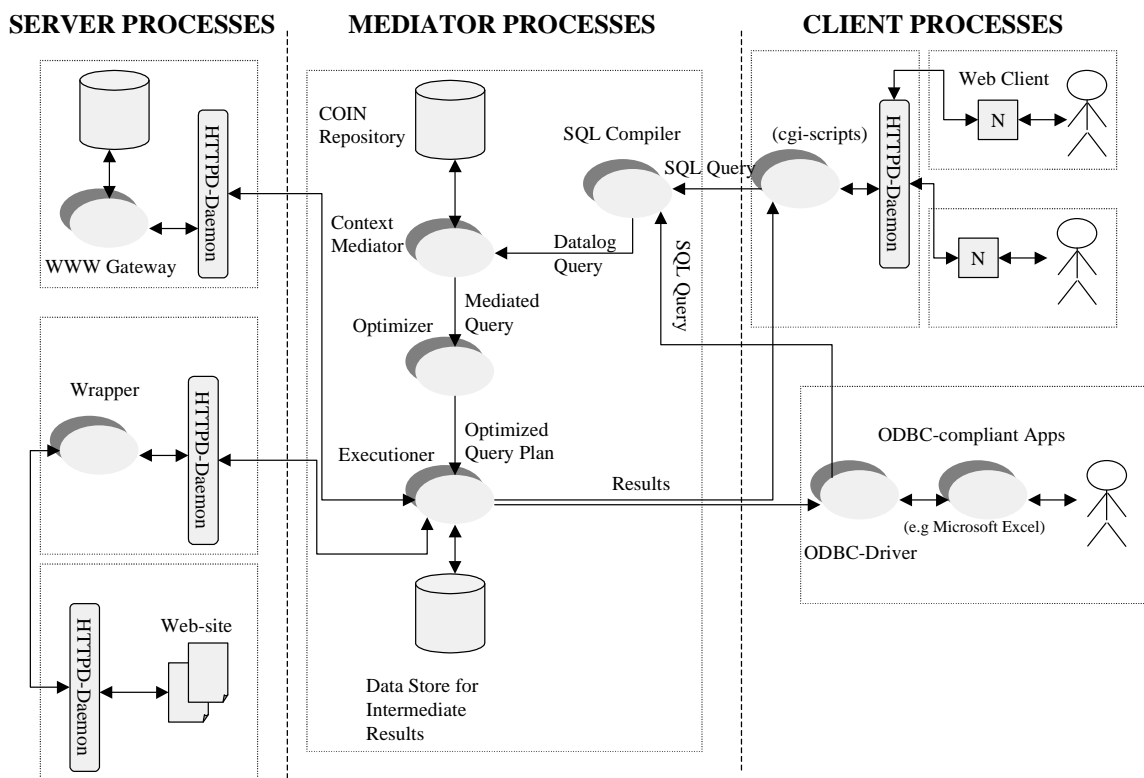 SERVER PROCESSES
MEDIATOR PROCESSES
CLIENT PROCESSES
HTTPD-Daemon
WWW Gateway
Wrapper
HTTPD-Daemon
HTTPD-Daemon
Web-site
COIN
Repository
SQL Compiler
Context
Mediator
Datalog
Query
SQL Query
SQL Query
Mediated
Query
Optimizer
Optimized
Query Plan
Executioner
Results
Data Store for
Intermediate
Results
(cgi-scripts)
HTTPD-Daemon
Web Client
N
N
ODBC-compliant Apps
(e.g Microsoft Excel)
ODBC-Driver